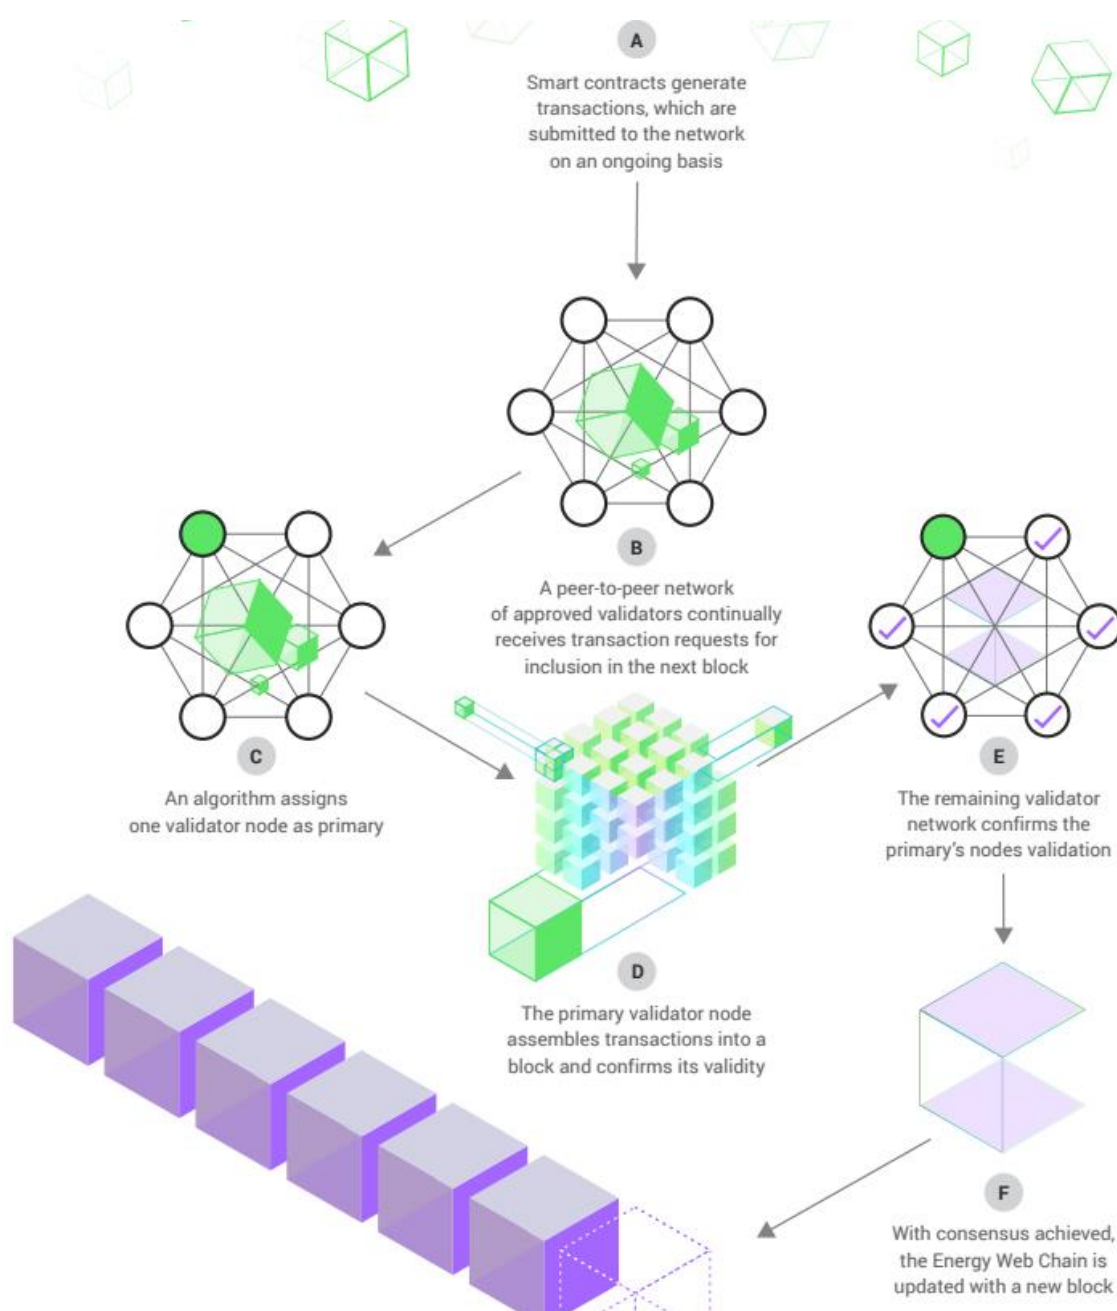 A
Smart contracts generate
transactions, which are
submitted to the network
on an ongoing basis
B
A peer-to-peer network
of approved validators continually
receives transaction requests for
inclusion in the next block
C
An algorithm assigns
one validator node as primary
D
The primary validator node
assembles transactions into a
block and confirms its validity
E
The remaining validator
network confirms the
primary's nodes validation
F
With consensus achieved,
the Energy Web Chain is
updated with a new block